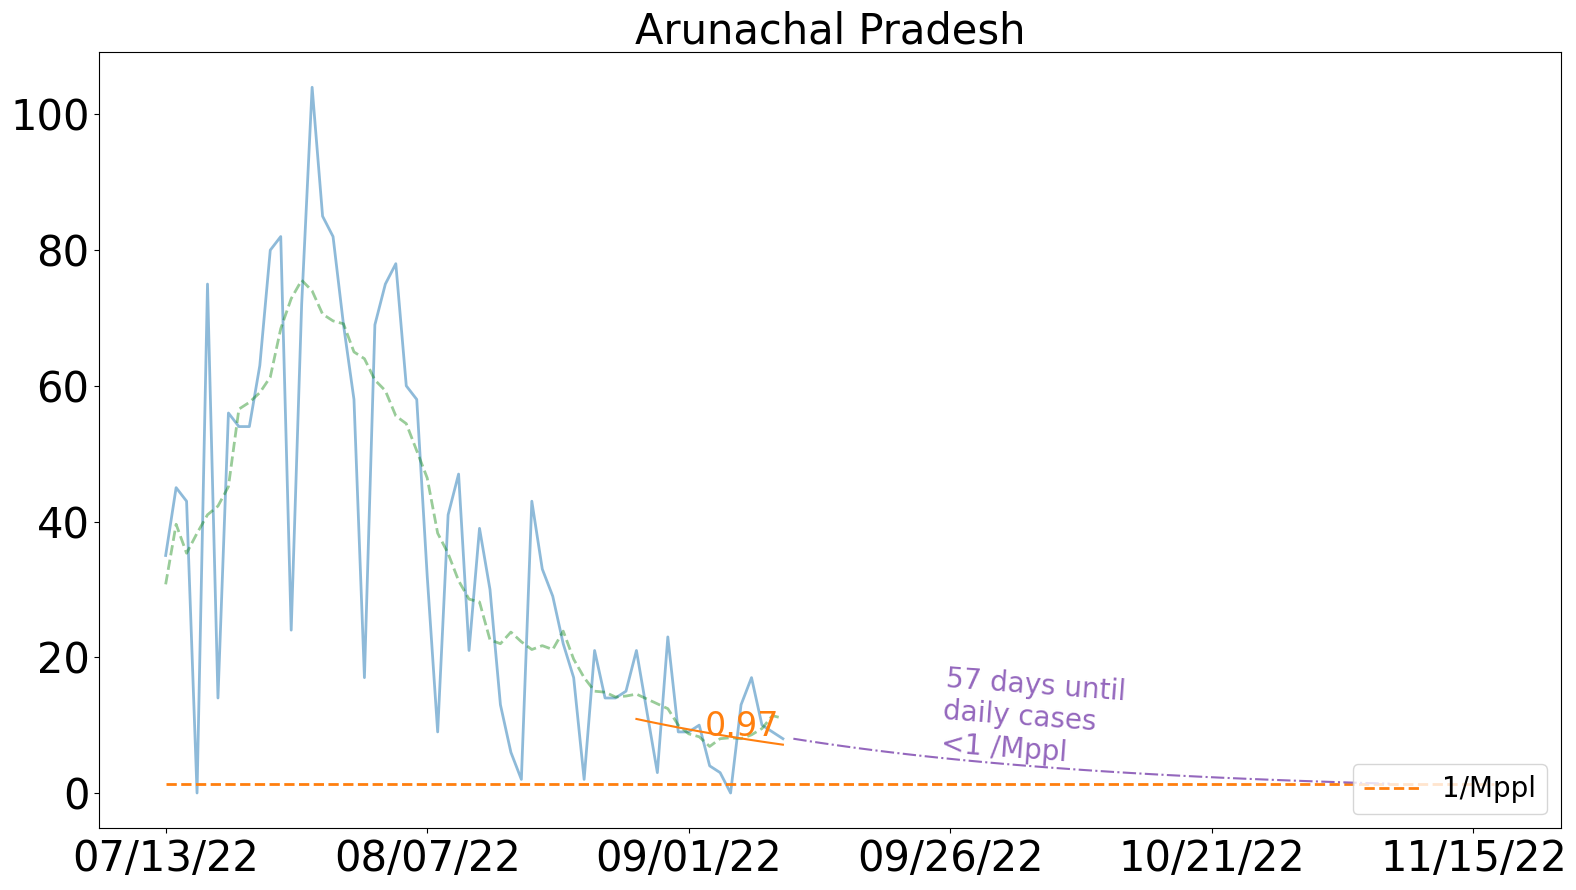 Arunachal Pradesh
100
80
60
40
20
0
0.97
57 days until
daily cases
<1 /Mppl
1/Mppl
07/13/22 08/07/22 09/01/22 09/26/22 10/21/22 11/15/22